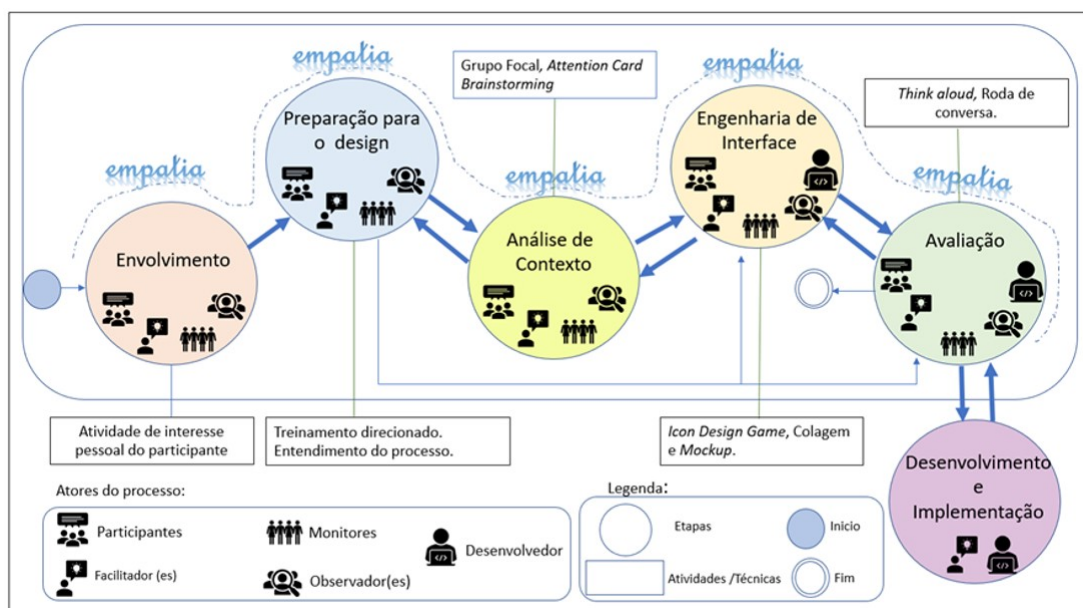 empatia
empatia
empatia
empatia
empatia
Grupo Focal, Attention Card
Brainstorming
Think aloud, Roda de
conversa.
Preparação para
o design
Engenharia de
Interface
Envolvimento
Análise de
Contexto
Avaliação
Atividade de interesse
pessoal do participante
Treinamento direcionado.
Entendimento do processo.
Icon Design Game, Colagem
e Mockup.
Desenvolvimento
e
Implementação
Atores do processo:
Participantes
Monitores
Desenvolvedor
Facilitador (es)
Observador(es)
Legenda:
Etapas
Inicio
Atividades /Técnicas
Fim